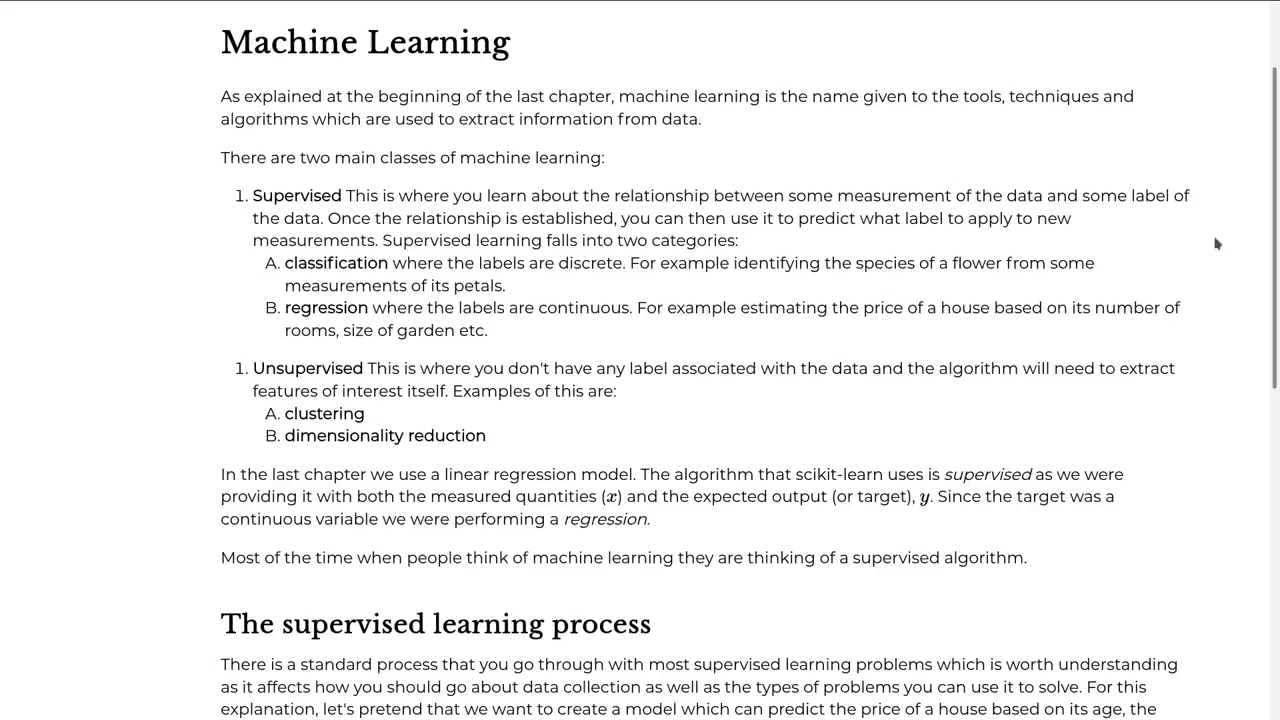 Machine Learning
As explained at the beginning of the last chapter, machine learning is the name given to the tools, techniques and
algorithms which are used to extract information from data.
There are two main classes of machine learning:
1. Supervised This is where you learn about the relationship between some measurement of the data and some label of
the data. Once the relationship is established, you can then use it to predict what label to apply to new
measurements. Supervised learning falls into two categories:
A. classification where the labels are discrete. For example identifying the species of a flower from some
measurements of its petals.
B. regression where the labels are continuous. For example estimating the price of a house based on its number of
rooms, size of garden etc.
1. Unsupervised This is where you don't have any label associated with the data and the algorithm will need to extract
features of interest itself. Examples of this are:
A. clustering
B. dimensionality reduction
In the last chapter we use a linear regression model. The algorithm that scikit-learn uses is supervised as we were
providing it with both the measured quantities (x) and the expected output (or target), y. Since the target was a
continuous variable we were performing a regression.
Most of the time when people think of machine learning they are thinking of a supervised algorithm.
The supervised learning process
There is a standard process that you go through with most supervised learning problems which is worth understanding
as it affects how you should go about data collection as well as the types of problems you can use it to solve. For this
explanation, let's pretend that we want to create a model which can predict the price of a house based on its age, the